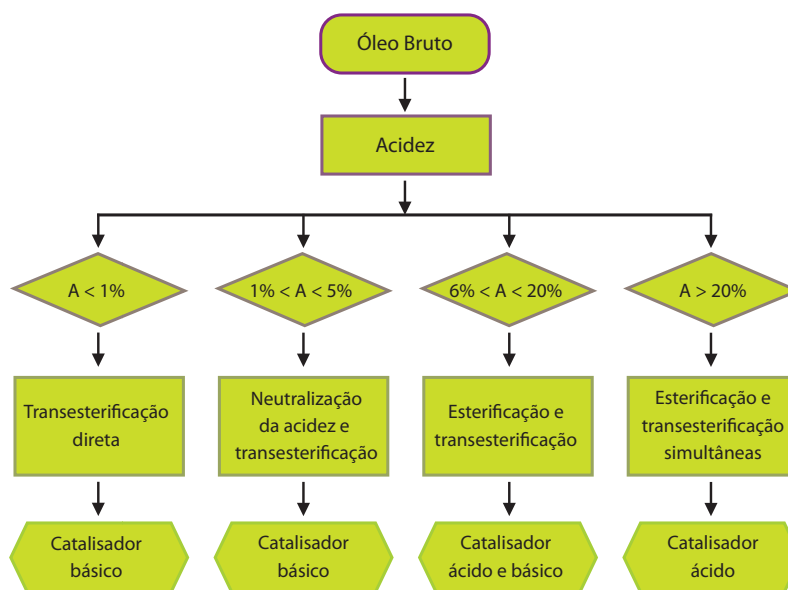 Óleo Bruto
Acidez
A < 1%
1% < A < 5%
6% < A < 20%
A > 20%
Transesterificação
direta
Neutralização
da acidez e
transesterificação
Esterificação e
transesterificação
Esterificação e
transesterificação
simultâneas
Catalisador
básico
Catalisador
básico
Catalisador
ácido e básico
Catalisador
ácido